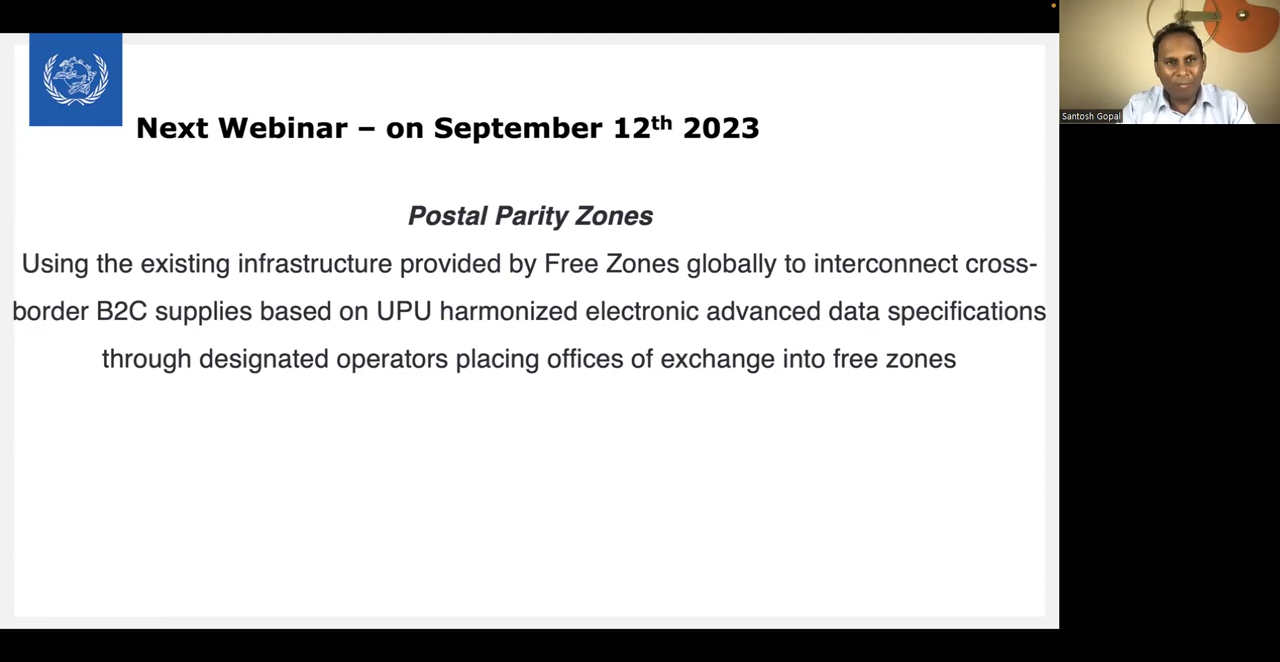 Next Webinar – on September 12th 2023
Postal Parity Zones
Using the existing infrastructure provided by Free Zones globally to interconnect cross-
border B2C supplies based on UPU harmonized electronic advanced data specifications
through designated operators placing offices of exchange into free zones
Santosh Gopal